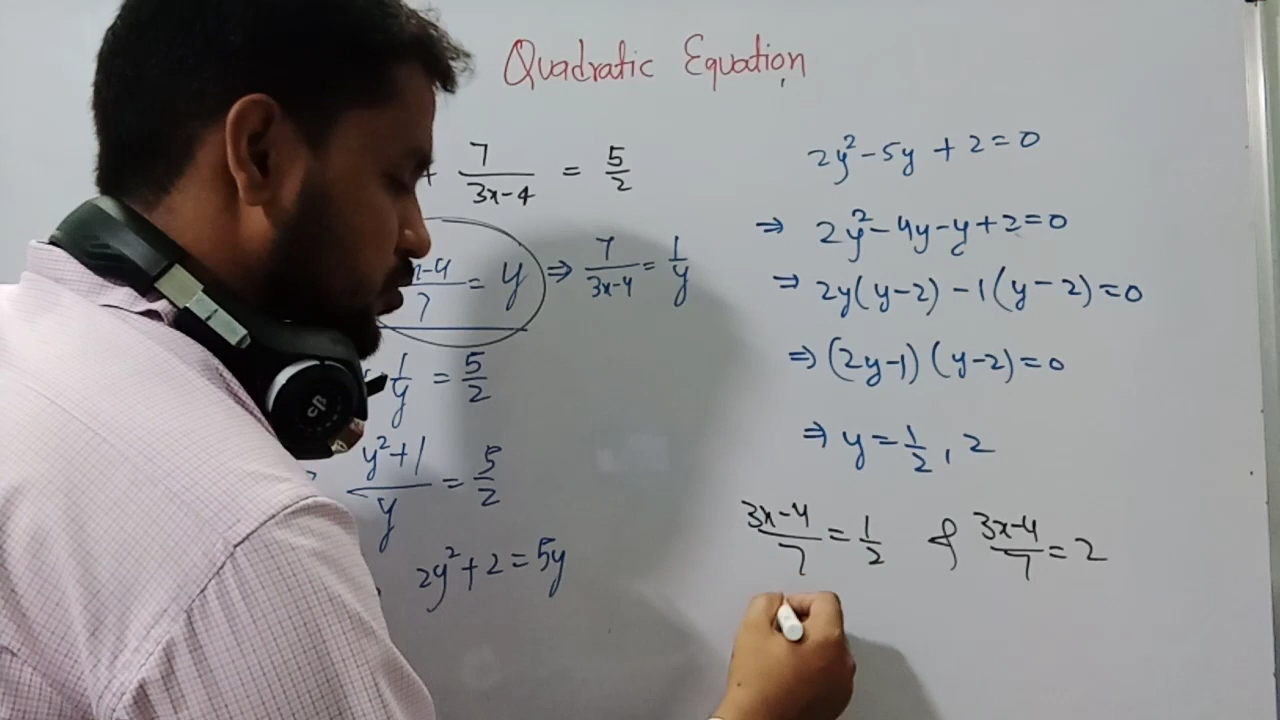 Quadratic Equation
+ 7/(3x-4) = 5/2
x-4/7 = y ⇒ 7/(3x-4) = 1/y
1/y = 5/2
(y²+1)/y = 5/2
2y²+2=5y
2y²-5y+2=0
⇒ 2y²-4y-y+2=0
⇒ 2y(y-2)-1(y-2)=0
⇒ (2y-1)(y-2)=0
⇒ y=1/2, 2
(3x-4)/7 = 1/2 & (3x-4)/7 = 2